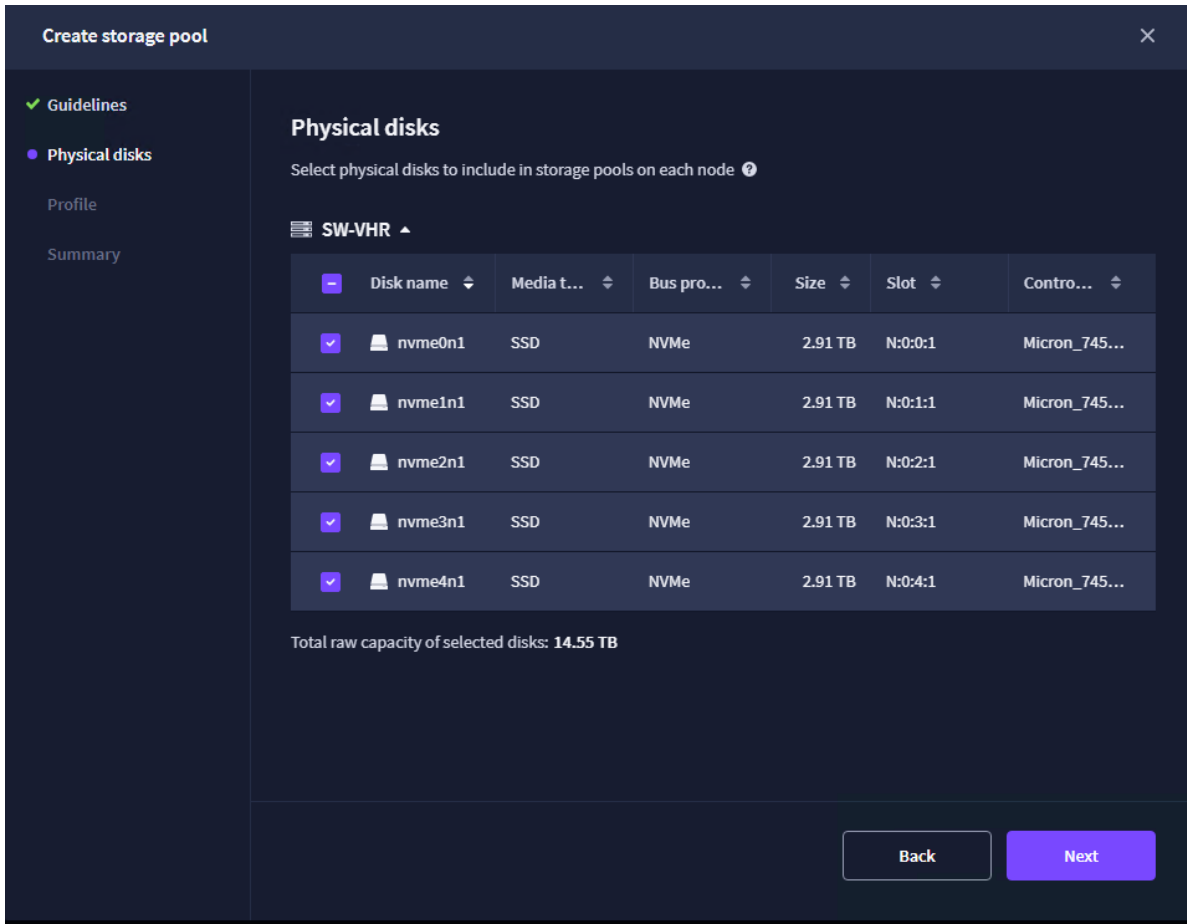 Create storage pool
Guidelines
Physical disks
Profile
Summary
Physical disks
Select physical disks to include in storage pools on each node
SW-VHR
Disk name Media t... Bus pro... Size Slot Contro...
nvme0n1 SSD NVMe 2.91 TB N:0:0:1 Micron_745...
nvme1n1 SSD NVMe 2.91 TB N:0:1:1 Micron_745...
nvme2n1 SSD NVMe 2.91 TB N:0:2:1 Micron_745...
nvme3n1 SSD NVMe 2.91 TB N:0:3:1 Micron_745...
nvme4n1 SSD NVMe 2.91 TB N:0:4:1 Micron_745...
Total raw capacity of selected disks: 14.55 TB
Back Next